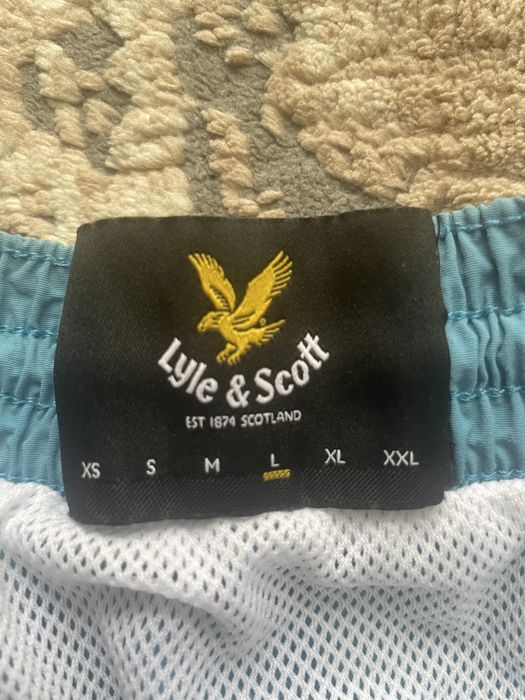 Lyle & Scott
EST 1874 SCOTLAND
XS S M L XL XXL